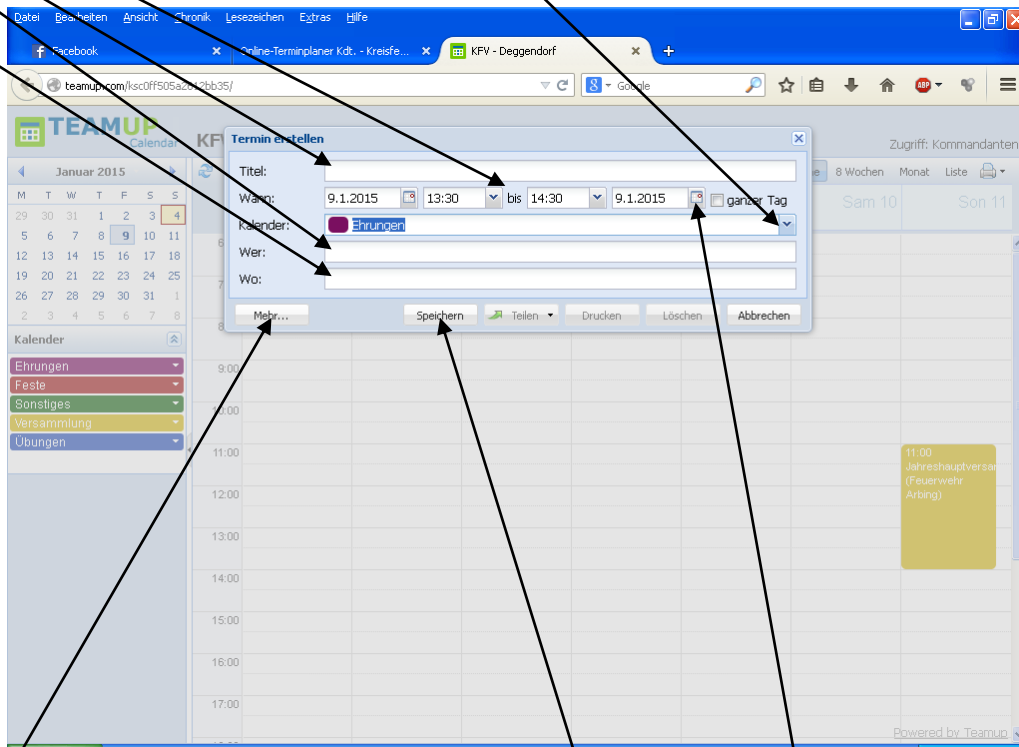 Datei Bearbeiten Ansicht Chronik Lesezeichen Extras Hilfe
Facebook Online-Terminplaner Kdt. - Kreisfe... KFV - Deggendorf
teamup.com/ksc0ff505a2612bb35/ Google
TEAMUP
Calendar
Termin erstellen
Zugriff: Kommandanten
Januar 2015
8 Wochen Monat Liste
Titel:
Wann: 9.1.2015 13:30 bis 14:30 9.1.2015 ganzer Tag
Kalender: Ehrungen
Wer:
Wo:
Mehr... Speichern Teilen Drucken Löschen Abbrechen
Sam 10 Son 11
M T W T F S S
29 30 31 1 2 3 4
5 6 7 8 9 10 11
12 13 14 15 16 17 18
19 20 21 22 23 24 25
26 27 28 29 30 31 1
2 3 4 5 6 7 8
Kalender
Ehrungen
Feste
Sonstiges
Versammlung
Übungen
9:00
10:00
11:00
12:00
13:00
14:00
15:00
16:00
17:00
11:00
Jahreshauptversar
(Feuerwehr
Arbing)
Powered by Teamup